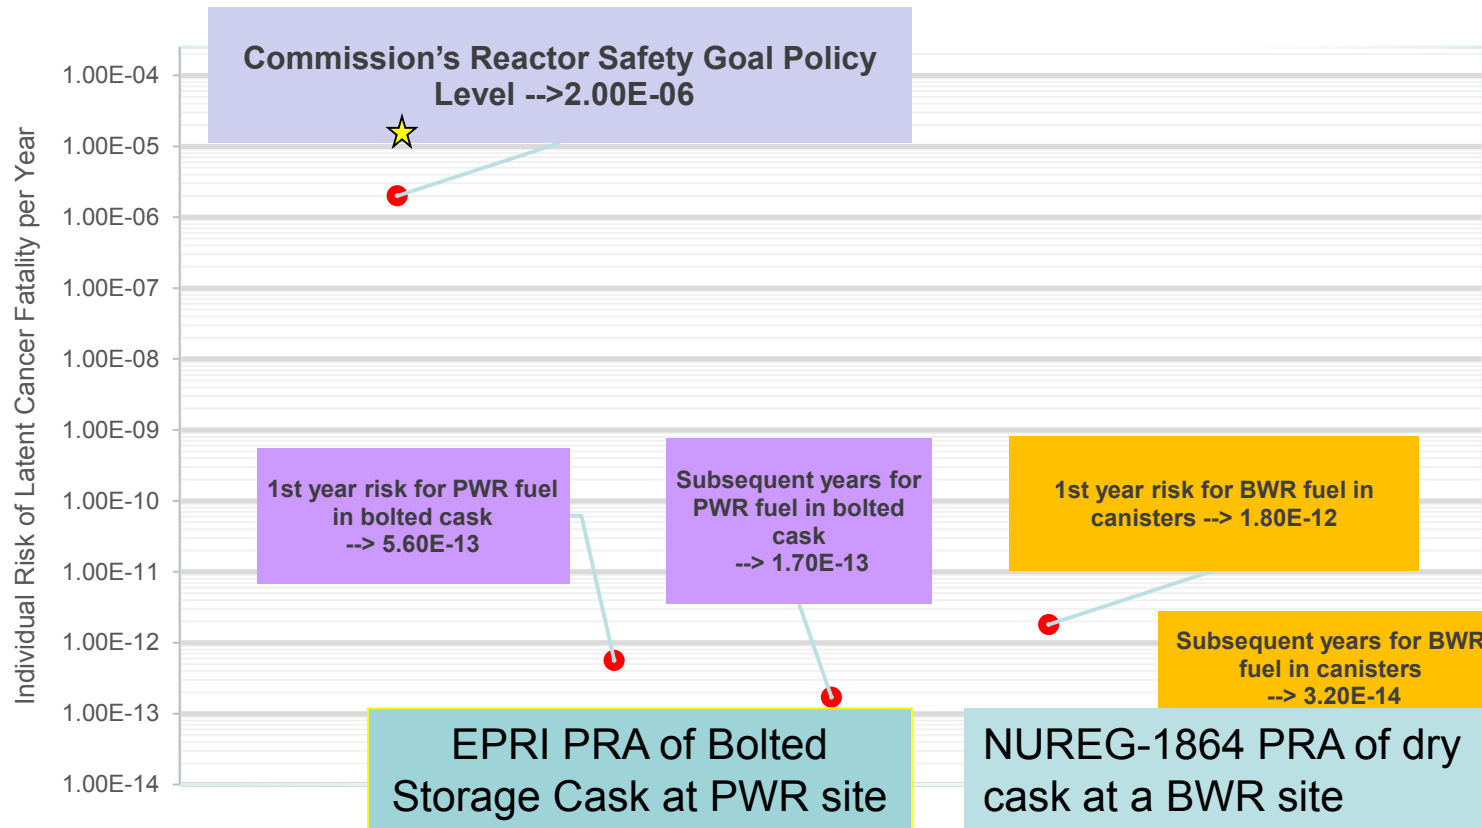 Commission’s Reactor Safety Goal Policy
Level -->2.00E-06
Individual Risk of Latent Cancer Fatality per Year
1.00E-04
1.00E-05
1.00E-06
1.00E-07
1.00E-08
1.00E-09
1.00E-10
1.00E-11
1.00E-12
1.00E-13
1.00E-14
1st year risk for PWR fuel
in bolted cask
--> 5.60E-13
Subsequent years for
PWR fuel in bolted
cask
--> 1.70E-13
1st year risk for BWR fuel in
canisters --> 1.80E-12
Subsequent years for BWR
fuel in canisters
--> 3.20E-14
EPRI PRA of Bolted
Storage Cask at PWR site
NUREG-1864 PRA of dry
cask at a BWR site